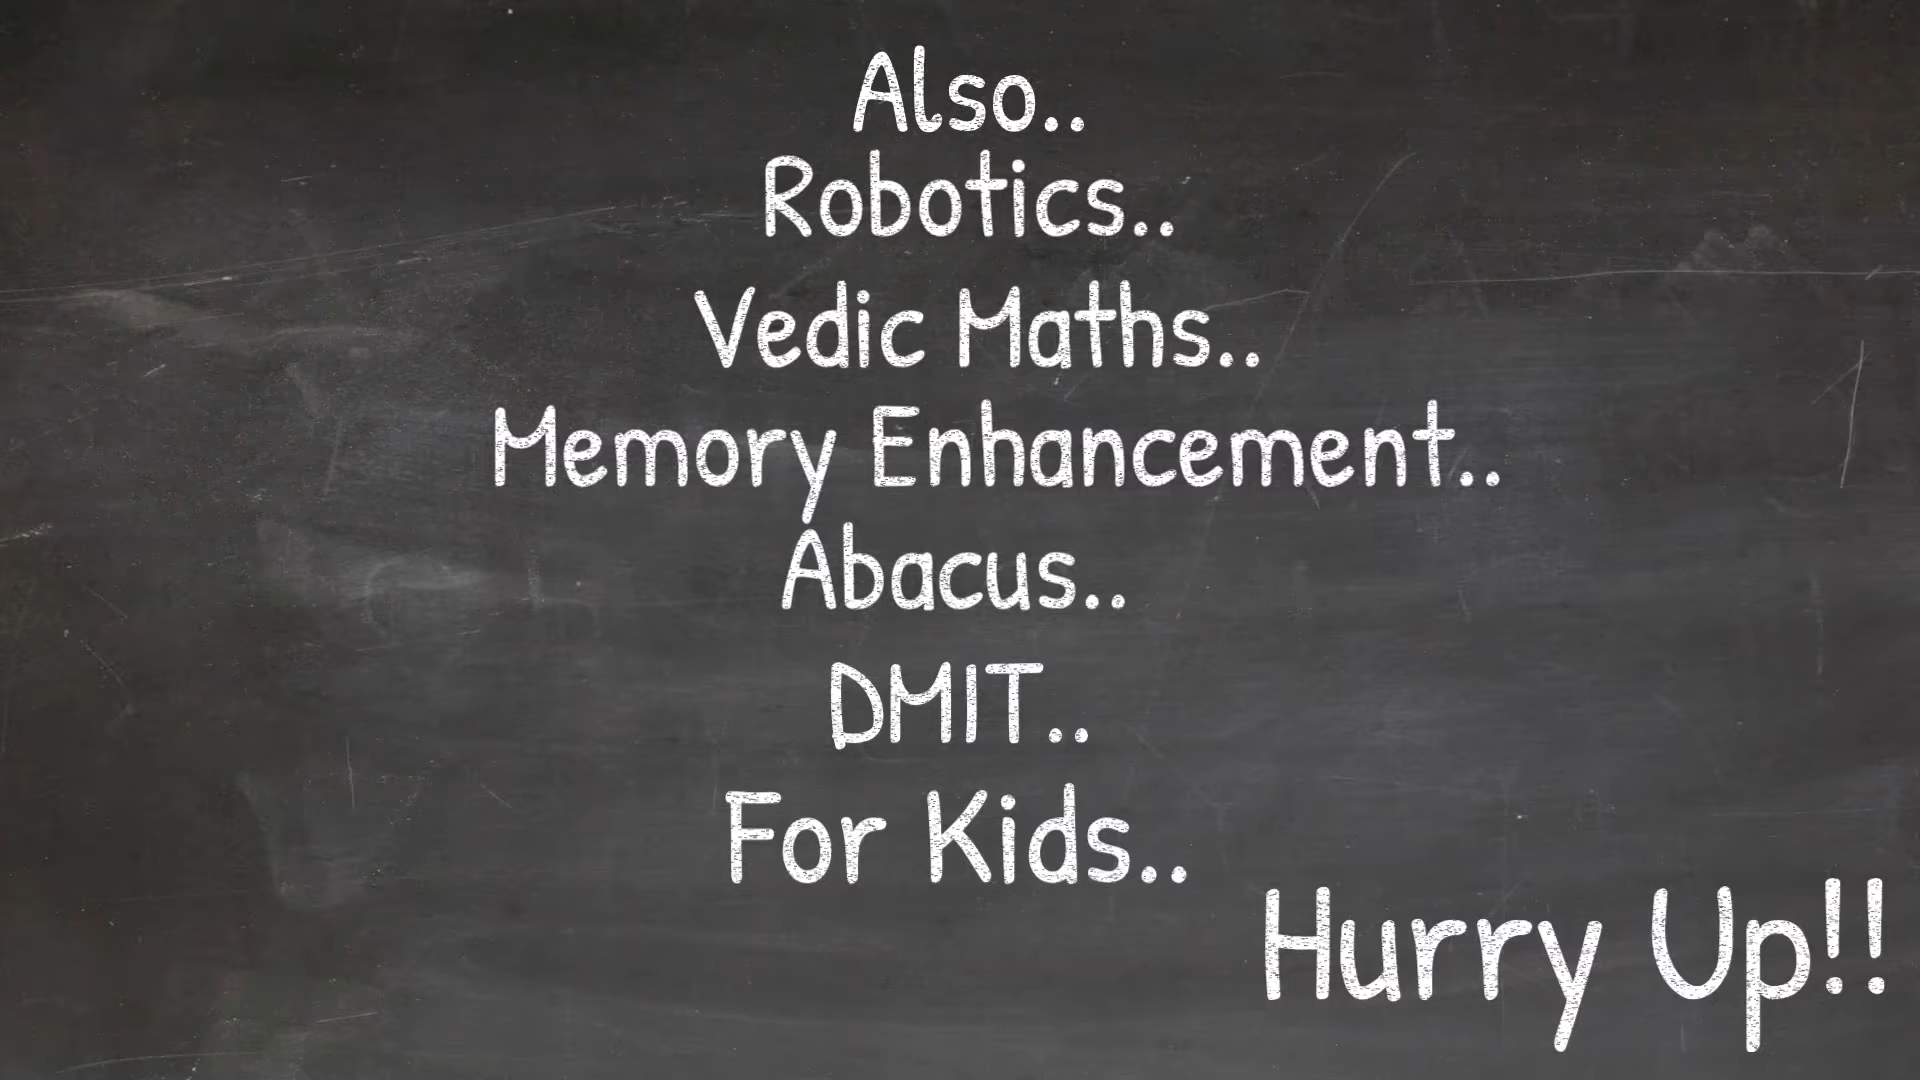 Also..
Robotics..
Vedic Maths..
Memory Enhancement..
Abacus..
DMIT..
For Kids..
Hurry Up!!